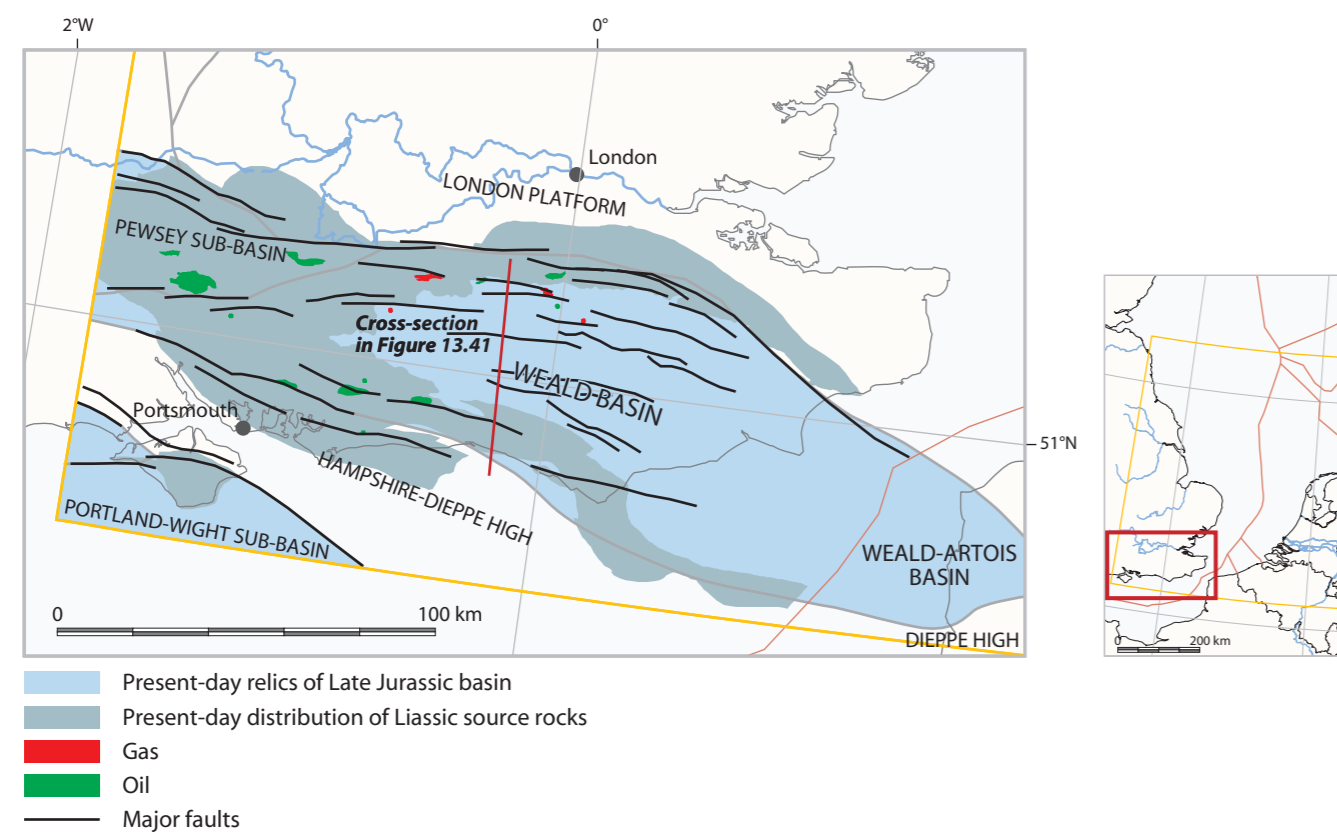 2°W
0°
London
LONDON PLATFORM
PEWSEY SUB-BASIN
Cross-section
in Figure 13.41
WEALD-BASIN
Portsmouth
51°N
HAMPSHIRE-DIEPPE HIGH
PORTLAND-WIGHT SUB-BASIN
WEALD-ARTOIS
BASIN
DIEPPE HIGH
0 100 km
0 200 km
Present-day relics of Late Jurassic basin
Present-day distribution of Liassic source rocks
Gas
Oil
Major faults